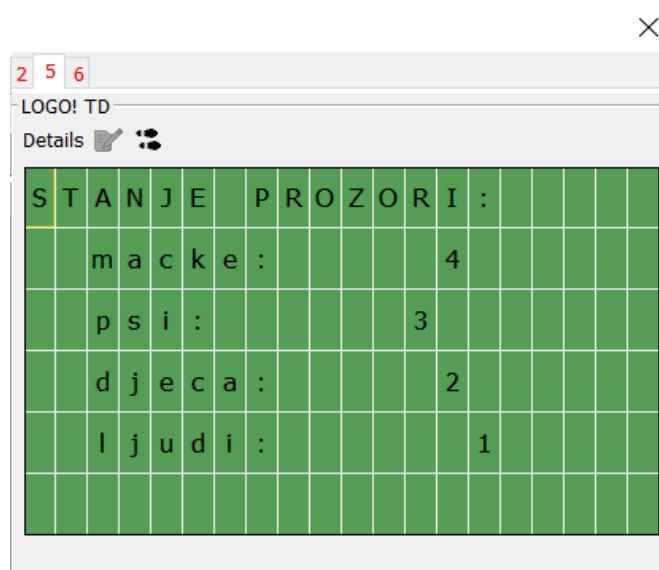 2 5 6
LOGO! TD
Details
STANJE PROZORI:
macke: 4
psi: 3
djeca: 2
ljudi: 1